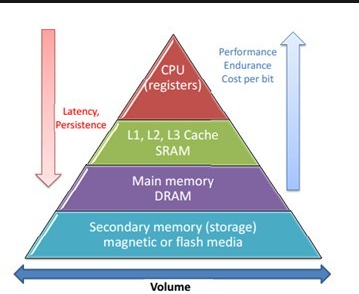 CPU
(registers)
Performance
Endurance
Cost per bit
Latency,
Persistence
L1, L2, L3 Cache
SRAM
Main memory
DRAM
Secondary memory (storage)
magnetic or flash media
Volume